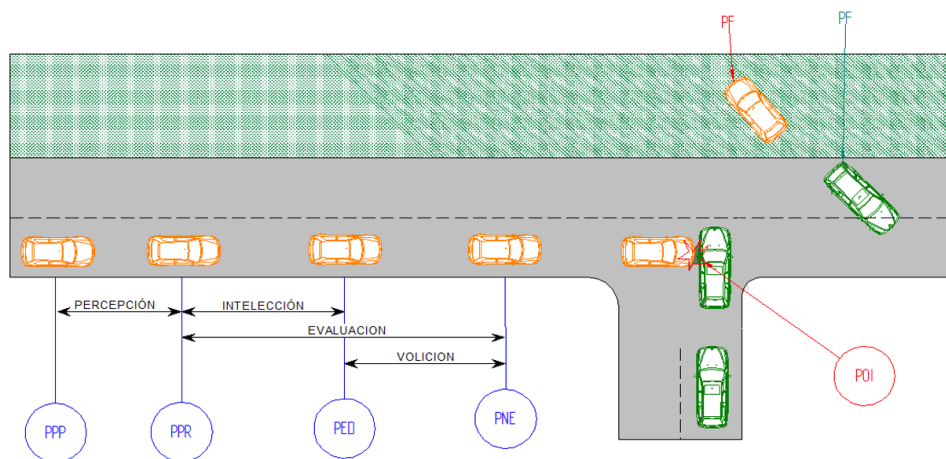 PF
PF
PERCEPCIÓN
INTELECCIÓN
EVALUACION
VOLICION
POI
PPP
PPR
PED
PNE